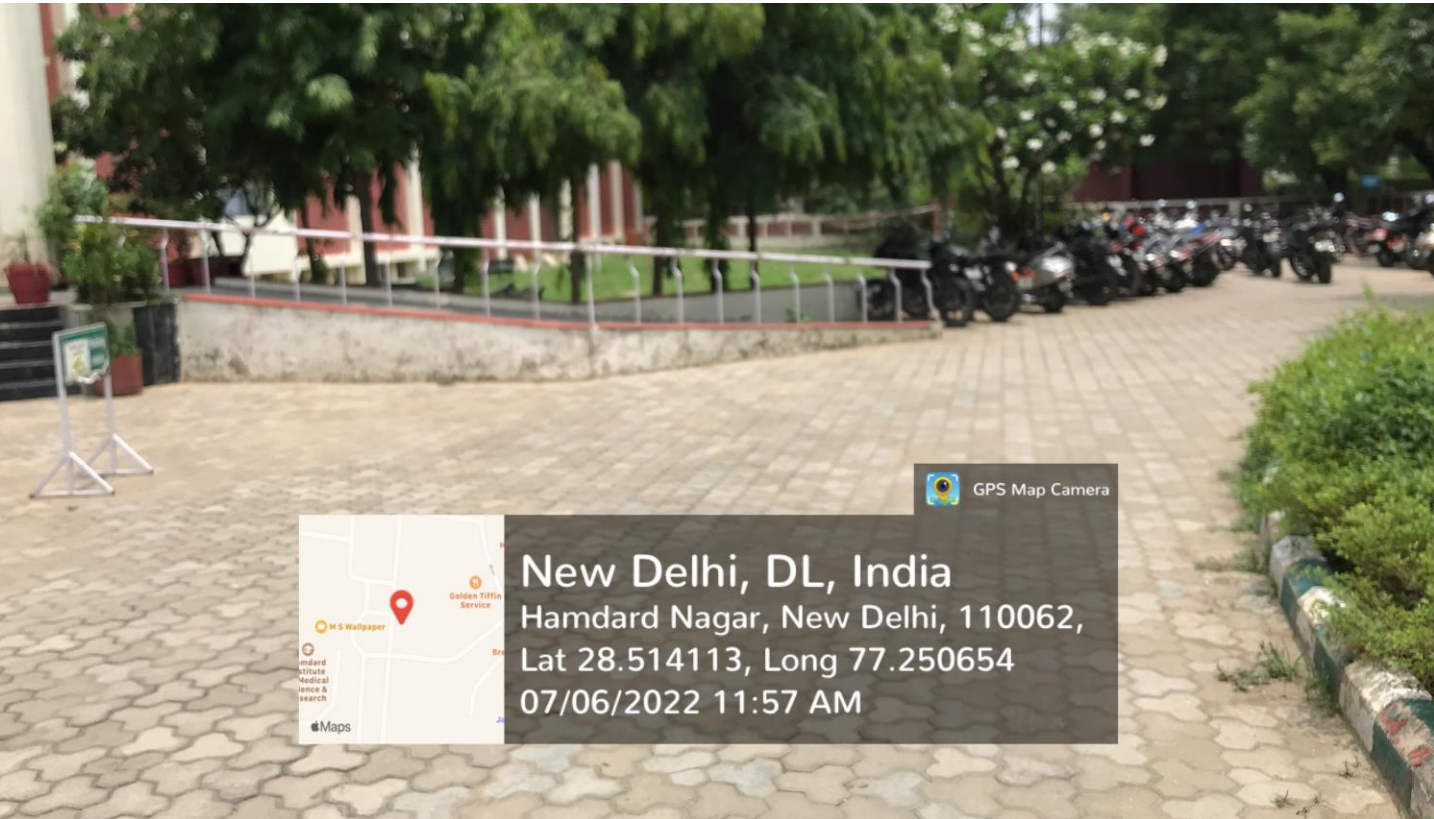 GPS Map Camera
New Delhi, DL, India
Hamdard Nagar, New Delhi, 110062,
Lat 28.514113, Long 77.250654
07/06/2022 11:57 AM
Golden Tiffin
Service
M S Wallpaper
Medical
Maps